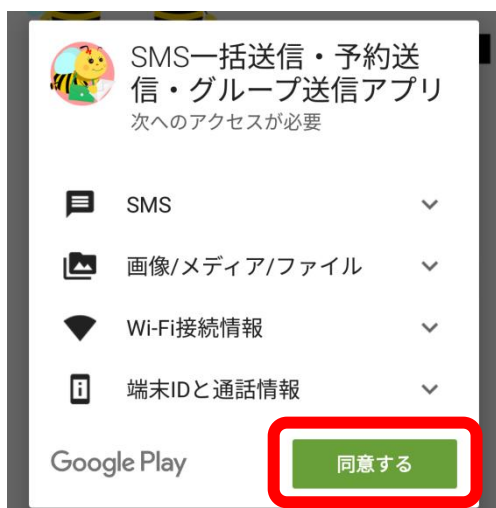 SMS一括送信・予約送
信・グループ送信アプリ
次へのアクセスが必要
SMS
画像/メディア/ファイル
Wi-Fi接続情報
端末IDと通話情報
Google Play
同意する